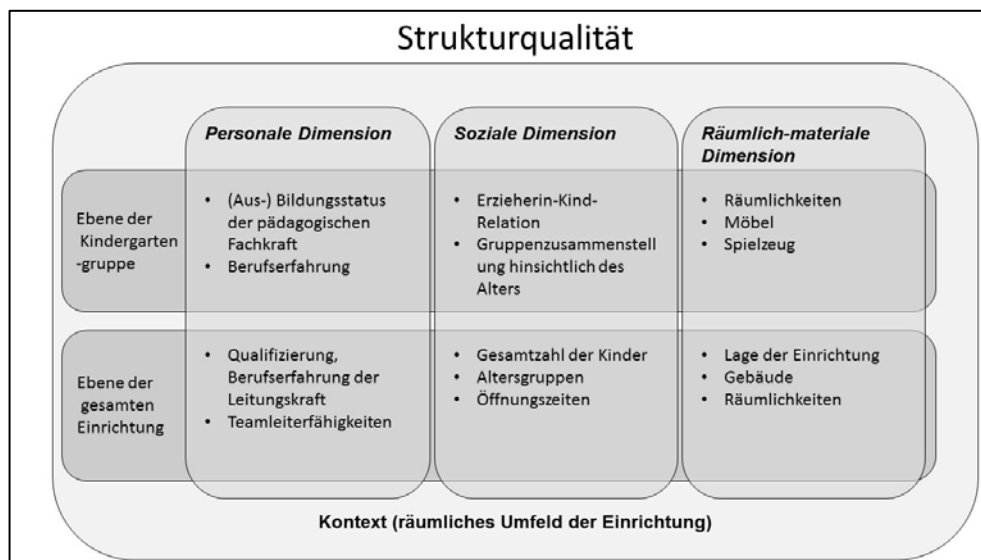 Strukturqualität
Personale Dimension
Soziale Dimension
Räumlich-materiale
Dimension
Ebene der
Kindergarten
-gruppe
• (Aus-) Bildungsstatus
der pädagogischen
Fachkraft
• Berufserfahrung
• Erzieherin-Kind-
Relation
• Gruppenzusammenstell
ung hinsichtlich des
Alters
• Räumlichkeiten
• Möbel
• Spielzeug
Ebene der
gesamten
Einrichtung
• Qualifizierung,
Berufserfahrung der
Leitungskraft
• Teamleiterfähigkeiten
• Gesamtzahl der Kinder
• Altersgruppen
• Öffnungszeiten
• Lage der Einrichtung
• Gebäude
• Räumlichkeiten
Kontext (räumliches Umfeld der Einrichtung)